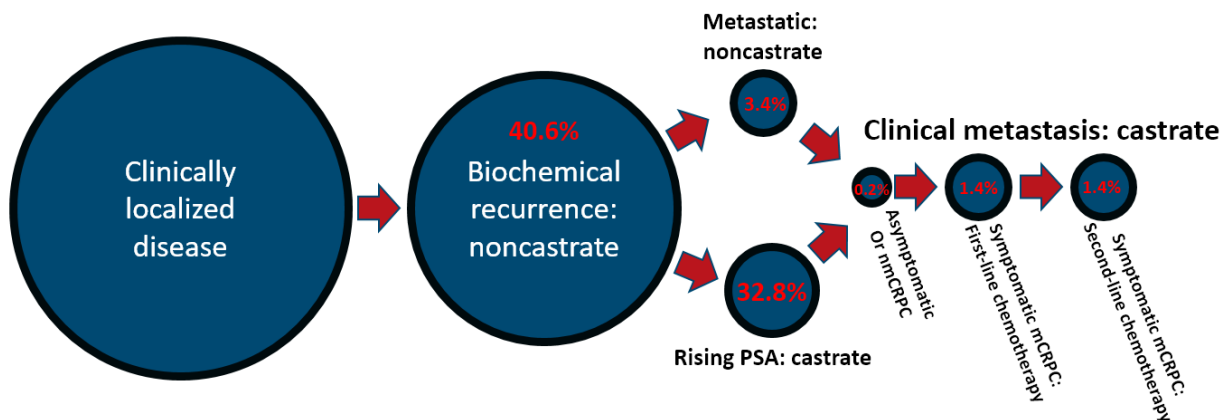 Clinically
localized
disease
40.6%
Biochemical
recurrence:
noncastrate
Metastatic:
noncastrate
3.4%
32.8%
Rising PSA: castrate
Clinical metastasis: castrate
0.2%
Asymptomatic
Or nmCRPC
1.4%
Symptomatic mCRPC:
First-line chemotherapy
1.4%
Symptomatic mCRPC:
Second-line chemotherapy